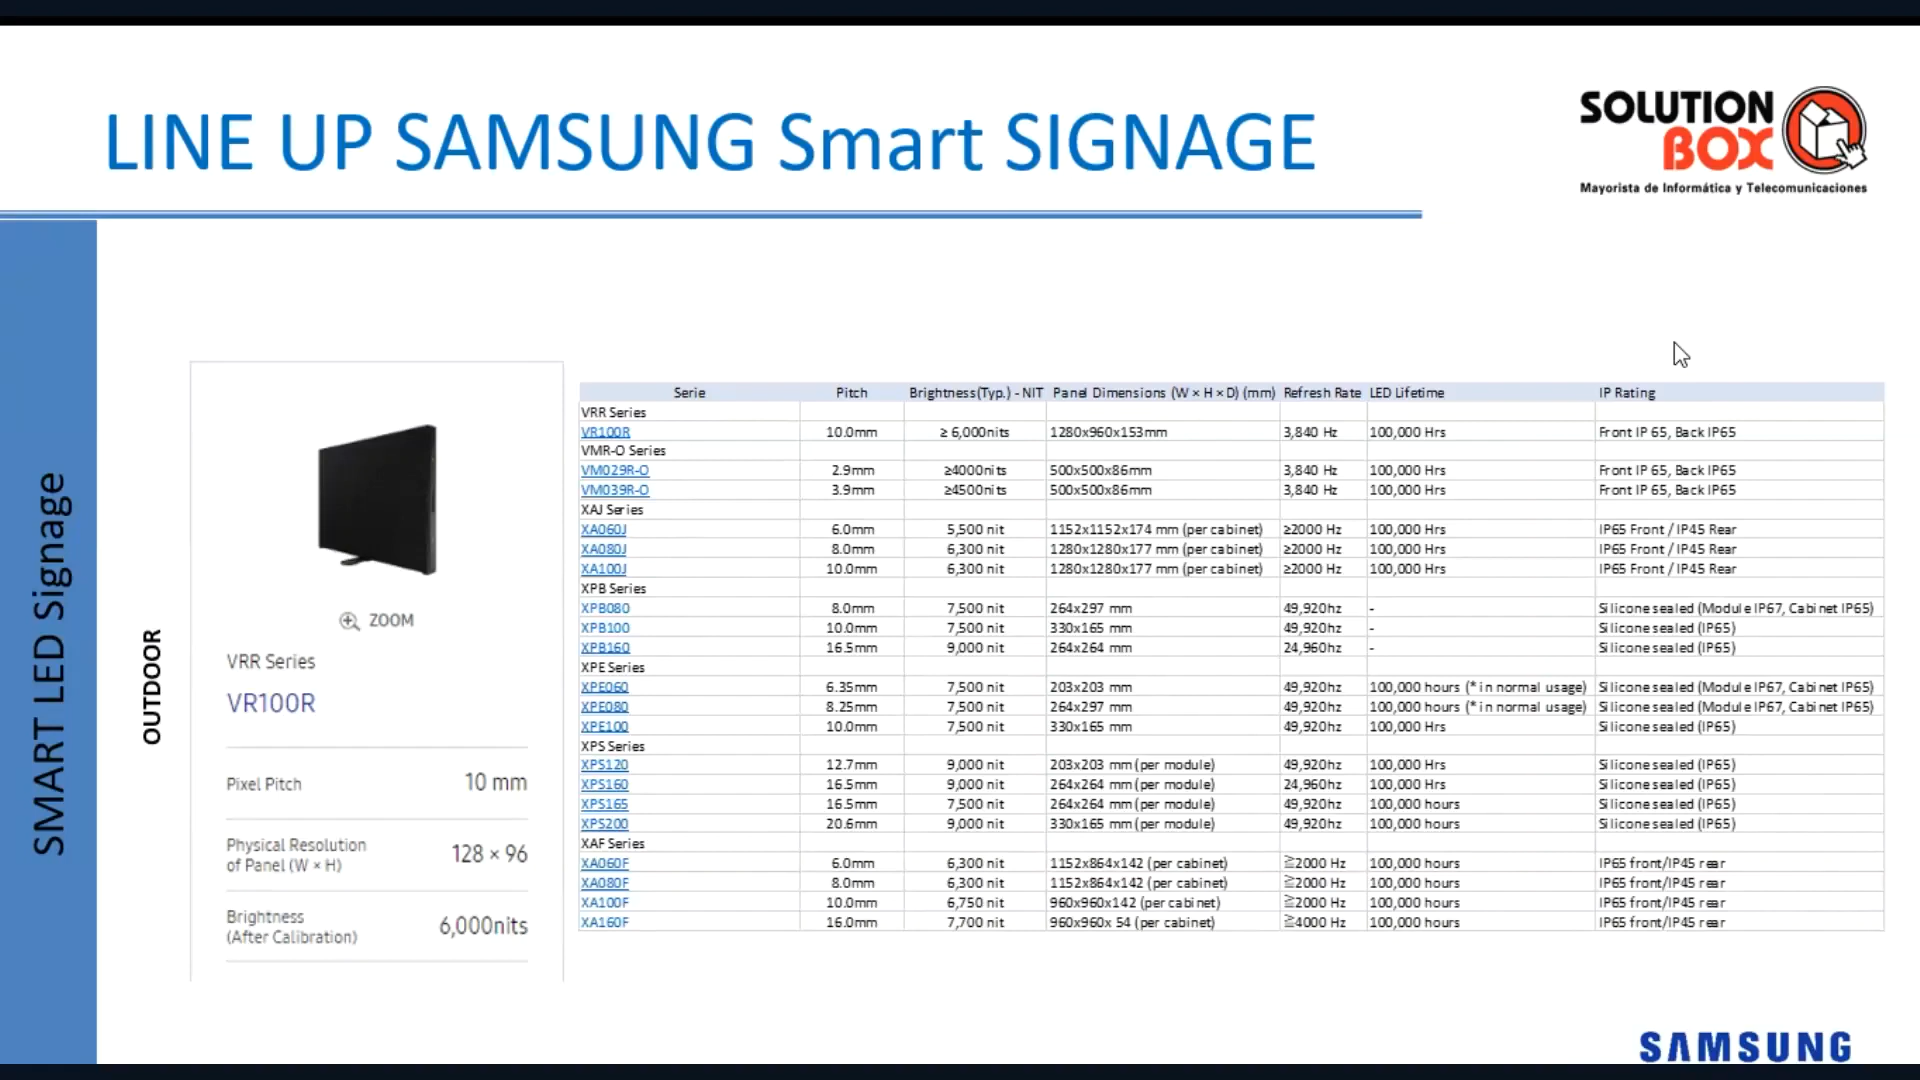 LINE UP SAMSUNG Smart SIGNAGE
SOLUTION
BOX
Mayorista de Informática y Telecomunicaciones
SMART LED Signage
OUTDOOR
ZOOM
VRR Series
VR100R
Pixel Pitch 10 mm
Physical Resolution
of Panel (W × H) 128 × 96
Brightness
(After Calibration) 6,000nits
Serie Pitch Brightness(Typ.) - NIT Panel Dimensions (W × H × D) (mm) Refresh Rate LED Lifetime IP Rating
VRR Series
VR100R 10.0mm ≥ 6,000nits 1280x960x153mm 3,840 Hz 100,000 Hrs Front IP 65, Back IP65
VMR-O Series
VM029R-O 2.9mm ≥4000nits 500x500x86mm 3,840 Hz 100,000 Hrs Front IP 65, Back IP65
VM039R-O 3.9mm ≥4500nits 500x500x86mm 3,840 Hz 100,000 Hrs Front IP 65, Back IP65
XAJ Series
XA060J 6.0mm 5,500 nit 1152x1152x174 mm (per cabinet) ≥2000 Hz 100,000 Hrs IP65 Front / IP45 Rear
XA080J 8.0mm 6,300 nit 1280x1280x177 mm (per cabinet) ≥2000 Hz 100,000 Hrs IP65 Front / IP45 Rear
XA100J 10.0mm 6,300 nit 1280x1280x177 mm (per cabinet) ≥2000 Hz 100,000 Hrs IP65 Front / IP45 Rear
XPB Series
XPB080 8.0mm 7,500 nit 264x297 mm 49,920hz - Silicone sealed (Module IP67, Cabinet IP65)
XPB100 10.0mm 7,500 nit 330x165 mm 49,920hz - Silicone sealed (IP65)
XPB160 16.5mm 9,000 nit 264x264 mm 24,960hz - Silicone sealed (IP65)
XPE Series
XPE060 6.35mm 7,500 nit 203x203 mm 49,920hz 100,000 hours (* in normal usage) Silicone sealed (Module IP67, Cabinet IP65)
XPE080 8.25mm 7,500 nit 264x297 mm 49,920hz 100,000 hours (* in normal usage) Silicone sealed (Module IP67, Cabinet IP65)
XPE100 10.0mm 7,500 nit 330x165 mm 49,920hz 100,000 Hrs Silicone sealed (IP65)
XPS Series
XPS120 12.7mm 9,000 nit 203x203 mm (per module) 49,920hz 100,000 Hrs Silicone sealed (IP65)
XPS160 16.5mm 9,000 nit 264x264 mm (per module) 24,960hz 100,000 Hrs Silicone sealed (IP65)
XPS165 16.5mm 7,500 nit 264x264 mm (per module) 49,920hz 100,000 hours Silicone sealed (IP65)
XPS200 20.6mm 9,000 nit 330x165 mm (per module) 49,920hz 100,000 hours Silicone sealed (IP65)
XAF Series
XA060F 6.0mm 6,300 nit 1152x864x142 (per cabinet) ≧2000 Hz 100,000 hours IP65 front/IP45 rear
XA080F 8.0mm 6,300 nit 1152x864x142 (per cabinet) ≧2000 Hz 100,000 hours IP65 front/IP45 rear
XA100F 10.0mm 6,750 nit 960x960x142 (per cabinet) ≧2000 Hz 100,000 hours IP65 front/IP45 rear
XA160F 16.0mm 7,700 nit 960x960x 54 (per cabinet) ≧4000 Hz 100,000 hours IP65 front/IP45 rear
SAMSUNG